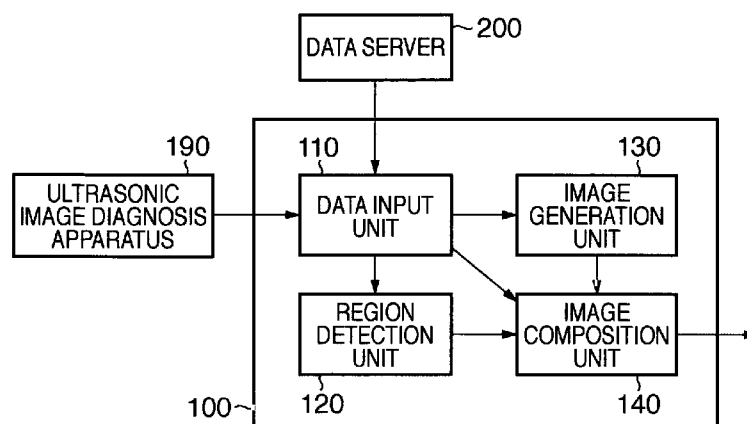 200
DATA SERVER
190
110
130
ULTRASONIC
IMAGE DIAGNOSIS
APPARATUS
DATA INPUT
UNIT
IMAGE
GENERATION
UNIT
REGION
DETECTION
UNIT
IMAGE
COMPOSITION
UNIT
100
120
140